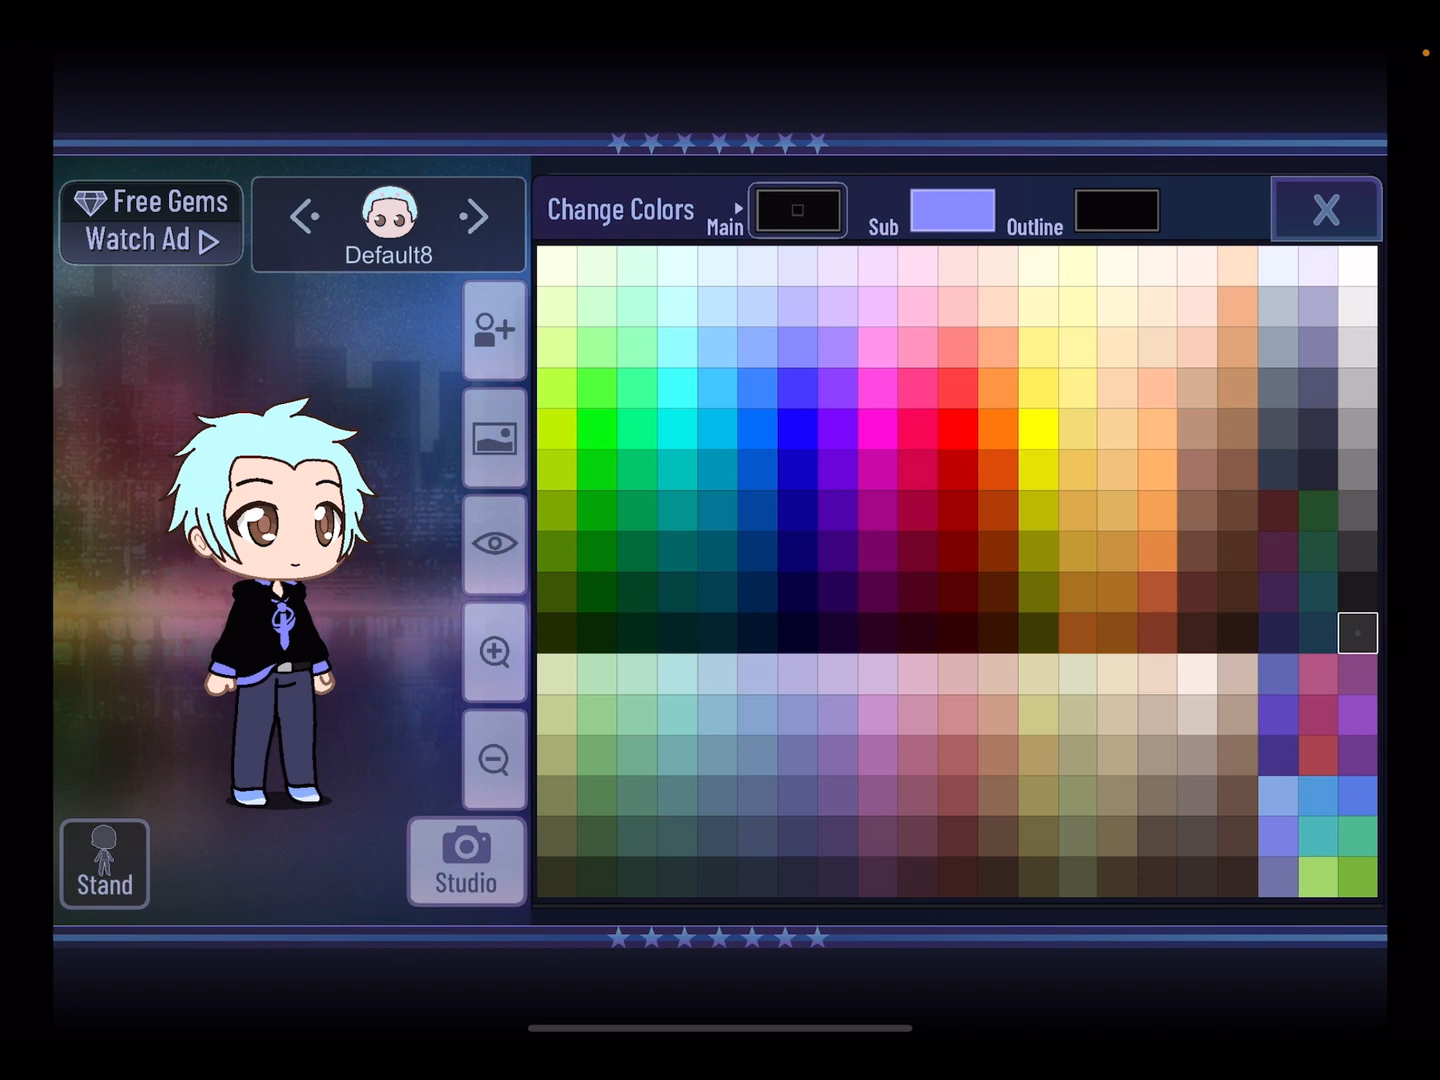 Free Gems
Watch Ad
Default8
Change Colors
Main
Sub
Outline
X
Stand
Studio